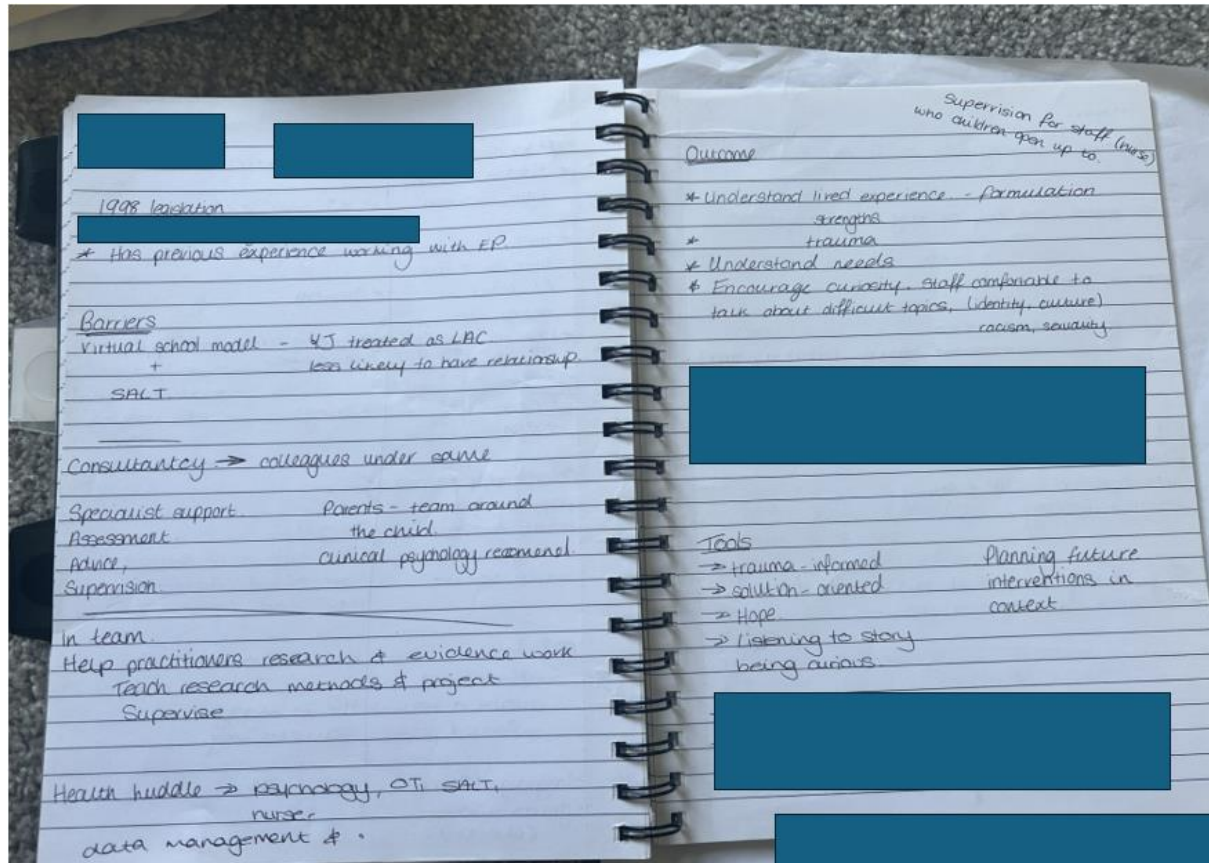 1998 legislation
* Has previous experience working with EP.
Barriers
Virtual school model - YJ treated as LAC
+ less likely to have relationship.
SALT
Consultancy → colleagues under same
Specialist support. Parents - team around
Assessment the child.
Advice, clinical psychology recomend.
Supervision
In team
Help practitioners research & evidence work
Teach research methods & project
Supervise
Health huddle → psychology, OT, SALT,
nurse,
data management & .
Supervision for staff (nurse)
who children open up to.
Outcome
* Understand lived experience - formulation
strengths
* trauma
* Understand needs
* Encourage curiosity, staff comfortable to
talk about difficult topics, (identity, culture)
racism, sexuality
Tools
→ trauma-informed Planning future
→ solution-oriented interventions in
→ Hope context
→ listening to story
being curious.